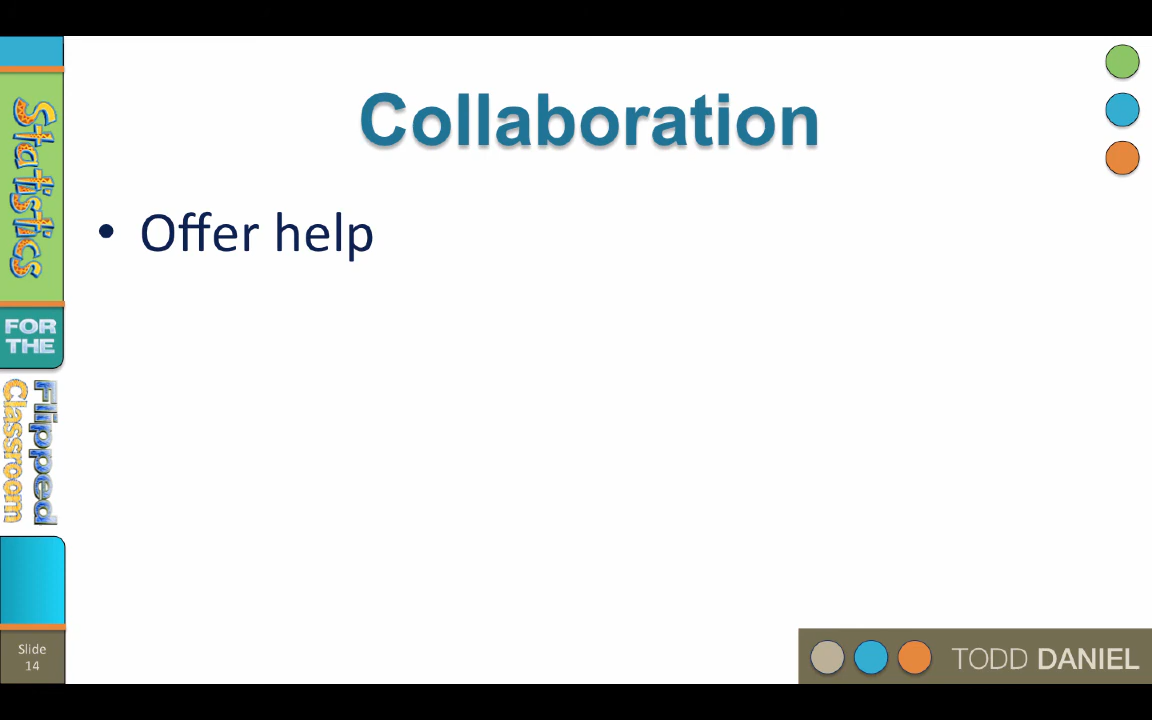 Collaboration
• Offer help
Statistics
FOR
THE
Flipped
Classroom
Slide
14
TODD DANIEL